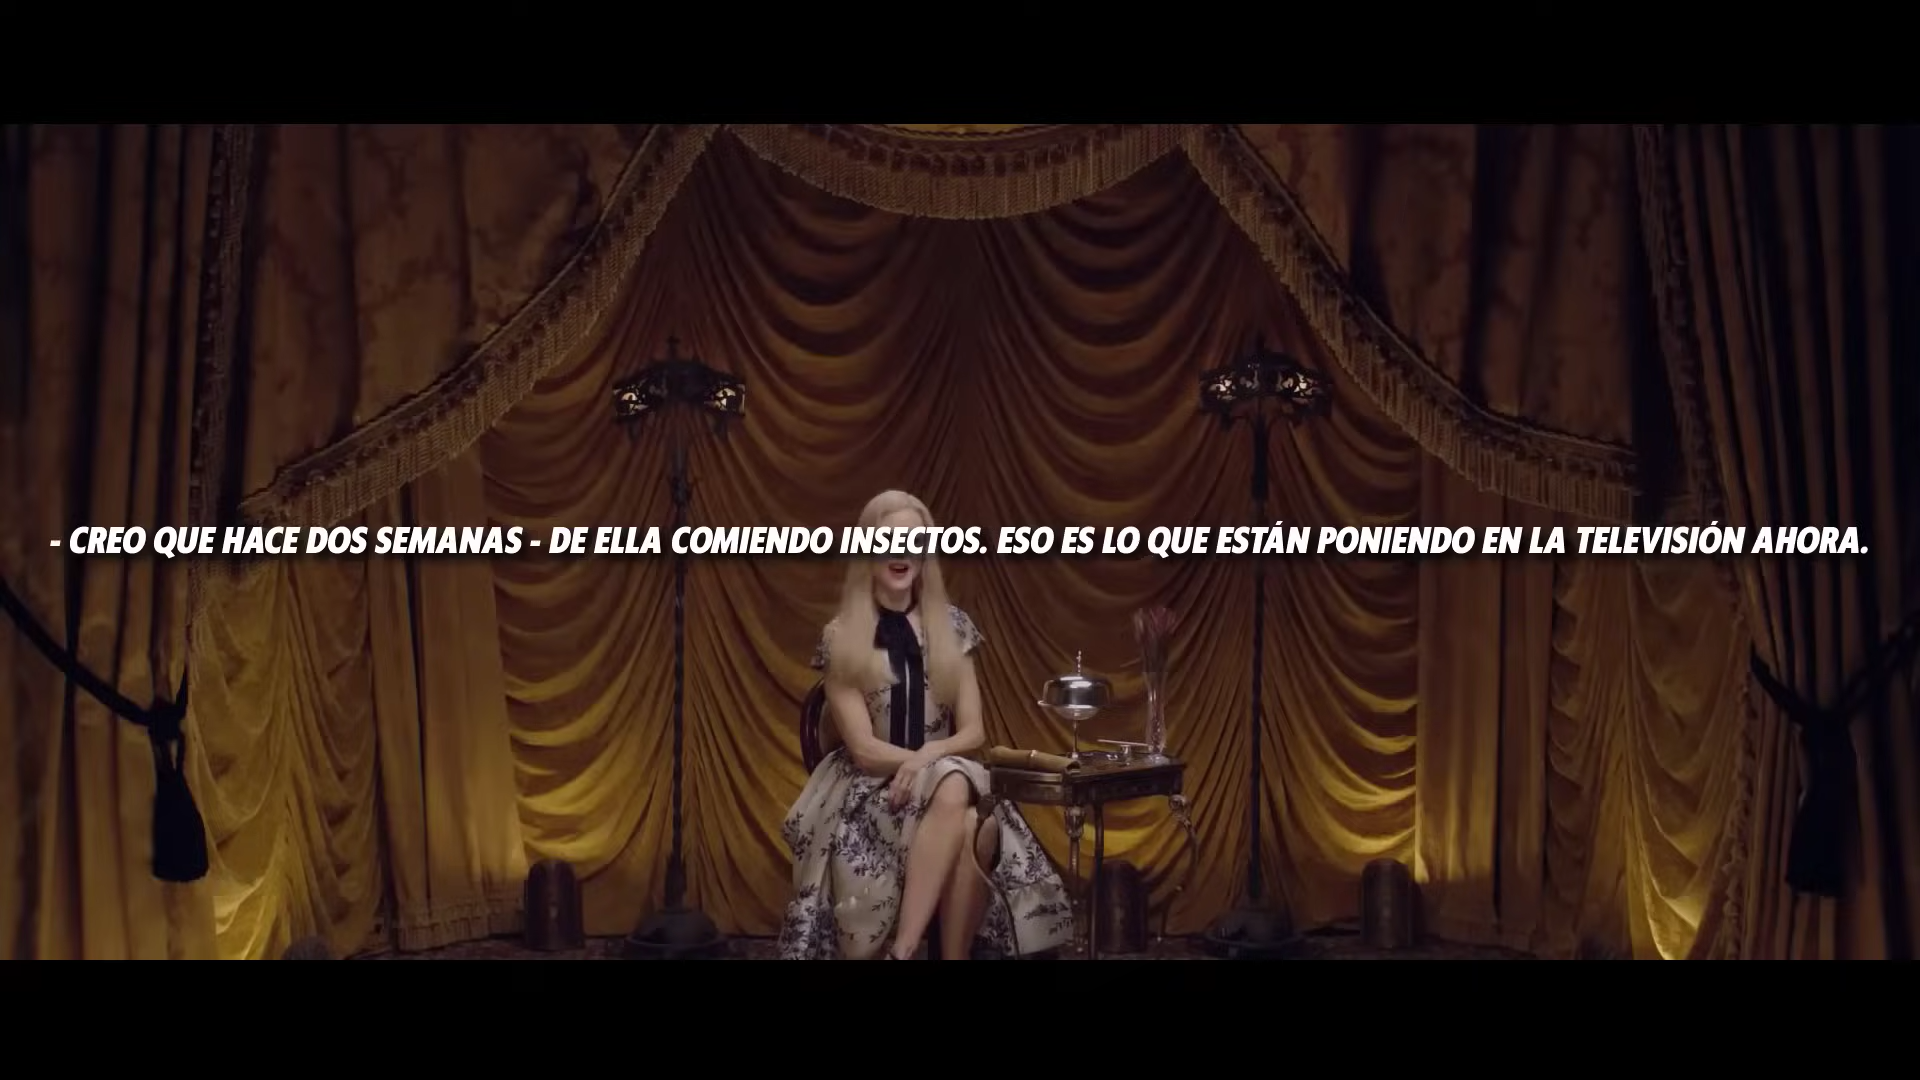 - CREO QUE HACE DOS SEMANAS - DE ELLA COMIENDO INSECTOS. ESO ES LO QUE ESTÁN PONIENDO EN LA TELEVISIÓN AHORA.